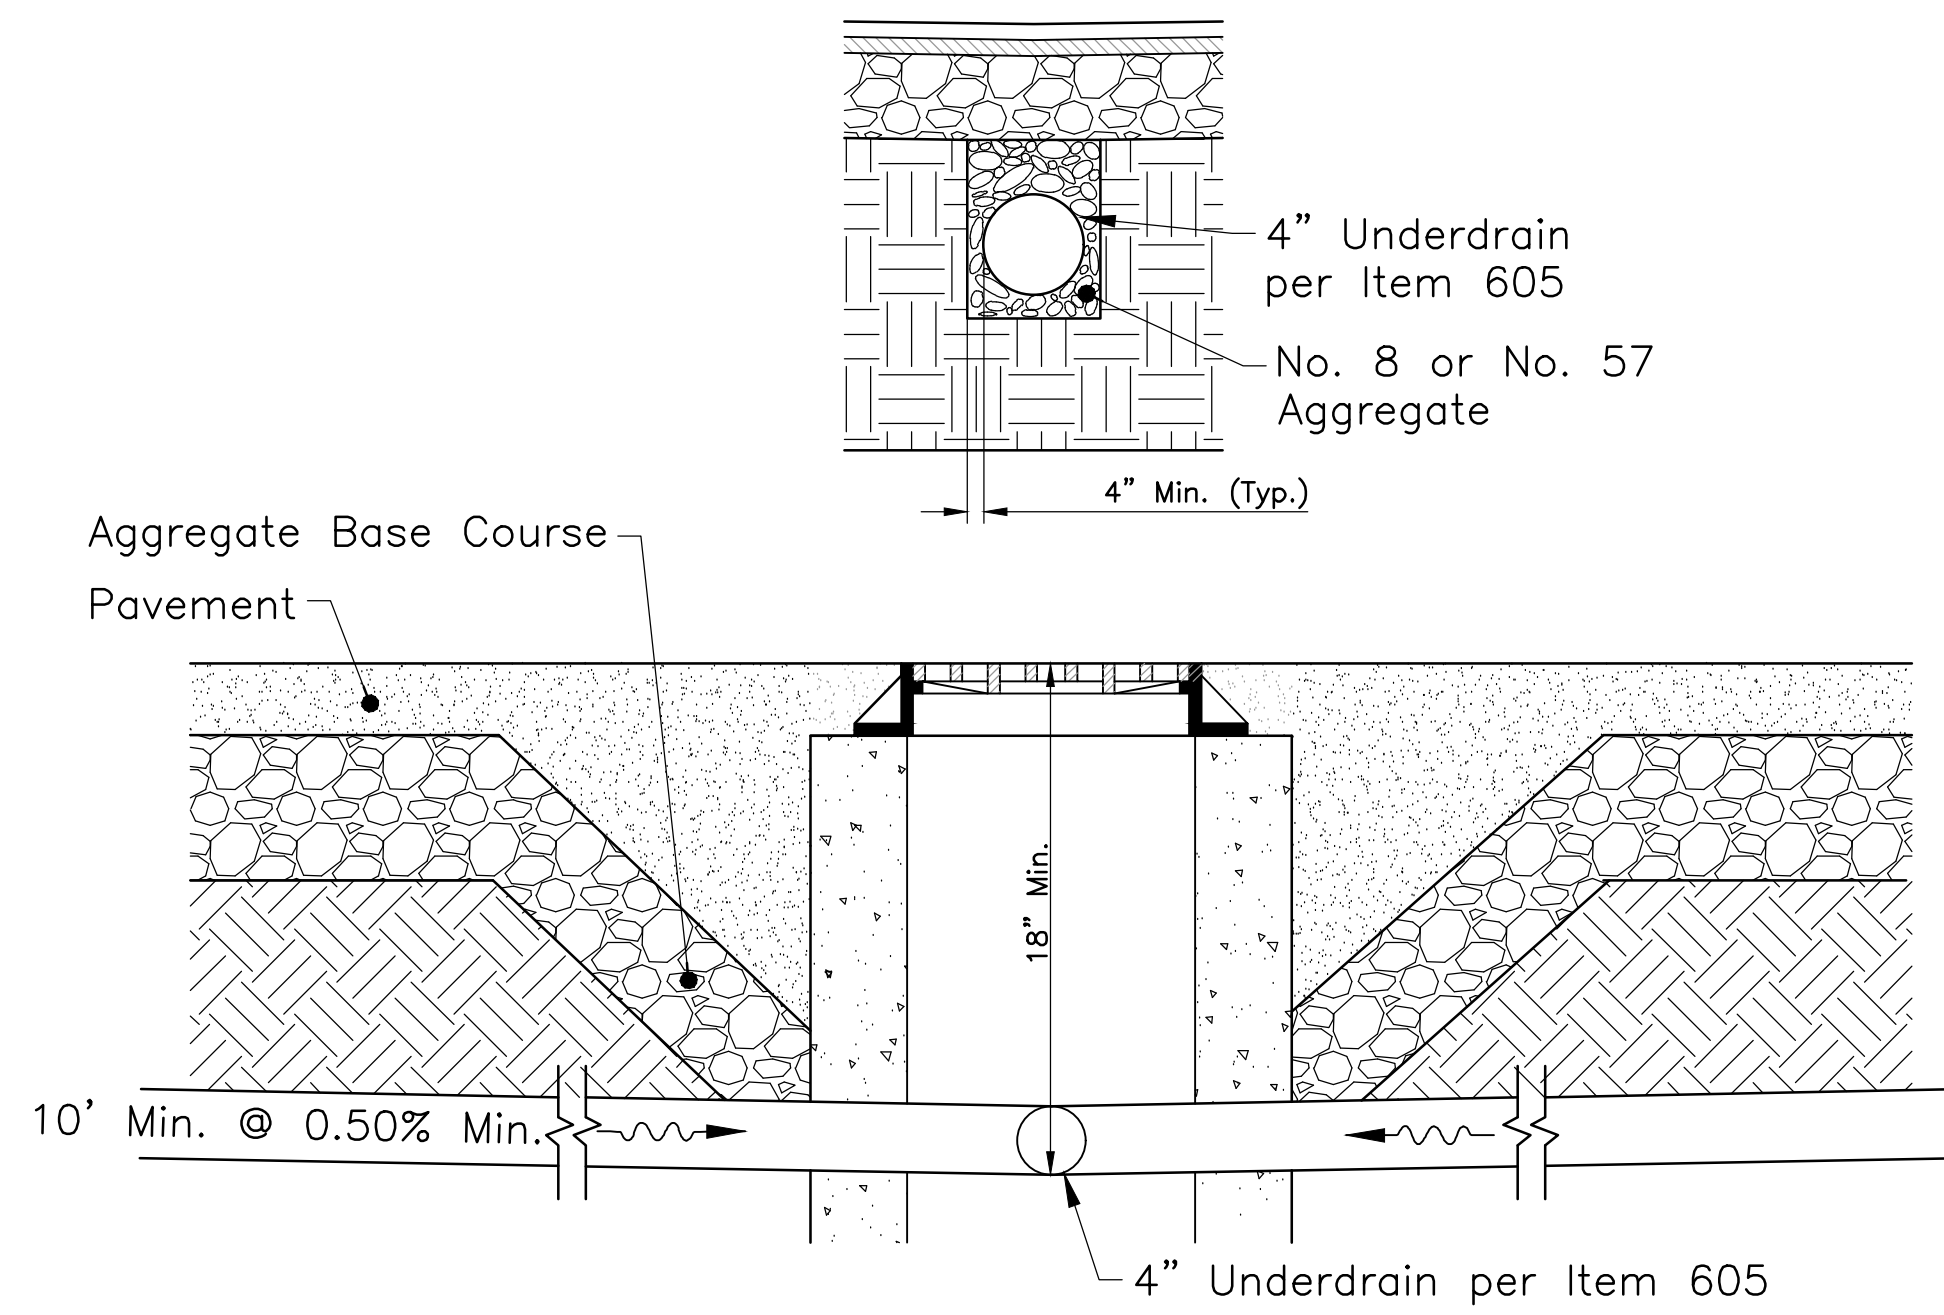 4” Underdrain
per Item 605
No. 8 or No. 57
Aggregate
4” Min. (Typ.)
Aggregate Base Course
Pavement
18” Min.
10’ Min. @ 0.50% Min.
4” Underdrain per Item 605